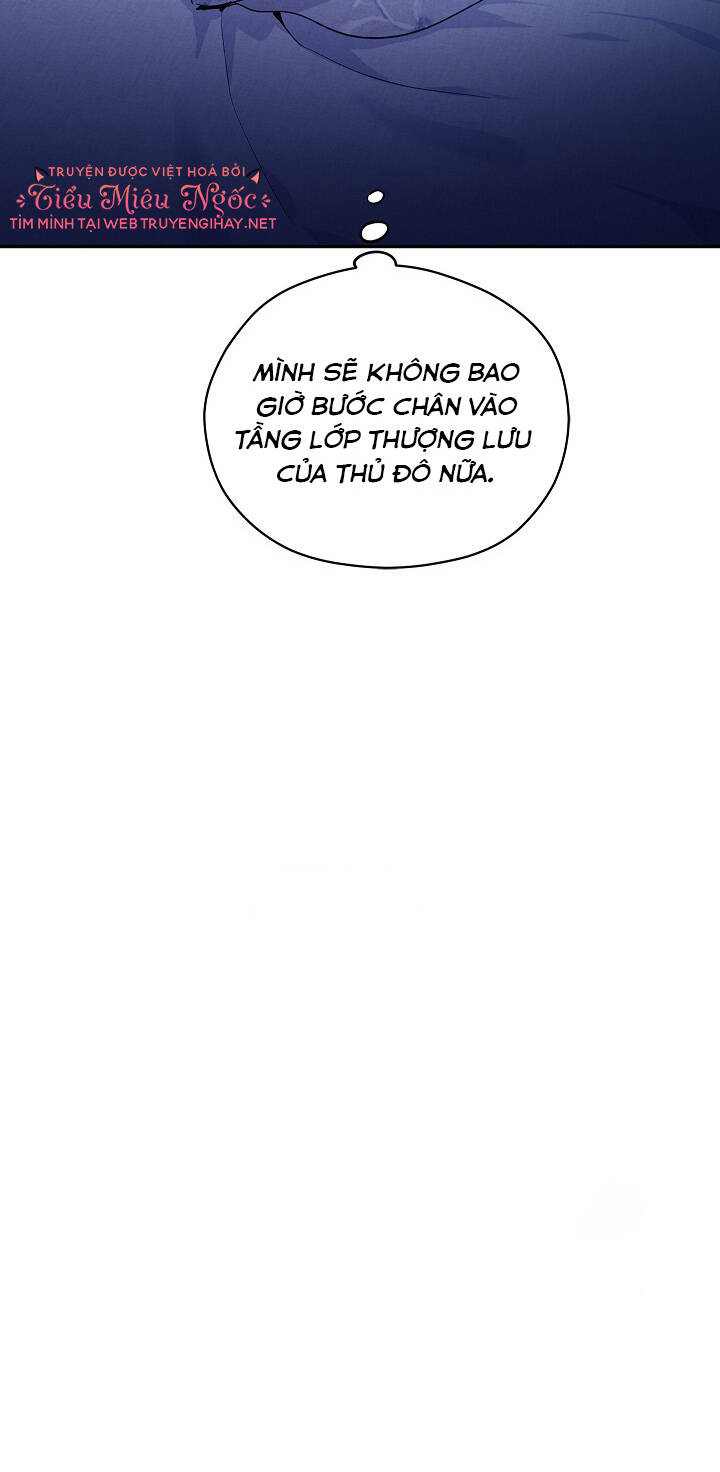 TRUYỆN ĐƯỢC VIỆT HOÁ BỞI
Tiểu Miêu Ngốc
TÌM MÌNH TẠI WEB TRUYENGIHAY.NET
MÌNH SẼ KHÔNG BAO
GIỜ BƯỚC CHÂN VÀO
TẦNG LỚP THƯỢNG LƯU
CỦA THỦ ĐÔ NỮA.